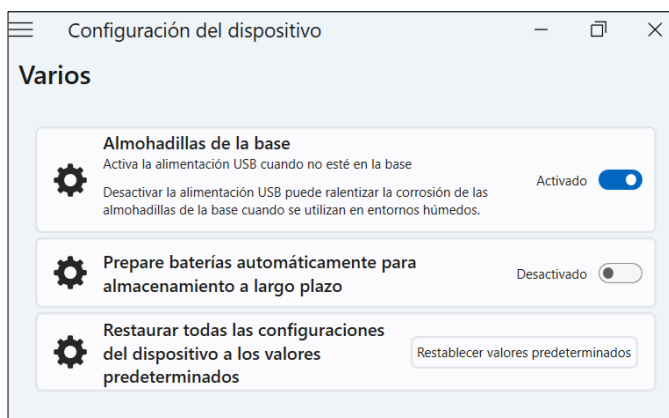 Configuración del dispositivo
Varios
Almohadillas de la base
Activa la alimentación USB cuando no esté en la base
Desactivar la alimentación USB puede ralentizar la corrosión de las
almohadillas de la base cuando se utilizan en entornos húmedos.
Activado
Prepare baterías automáticamente para
almacenamiento a largo plazo
Desactivado
Restaurar todas las configuraciones
del dispositivo a los valores
predeterminados
Restablecer valores predeterminados